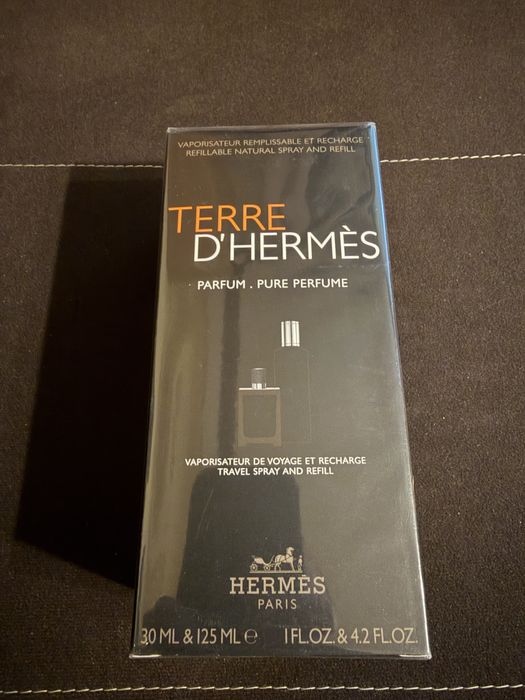 VAPORISATEUR REMPLISSABLE ET RECHARGE
REFILLABLE NATURAL SPRAY AND REFILL
TERRE
D'HERMÈS
PARFUM . PURE PERFUME
VAPORISATEUR DE VOYAGE ET RECHARGE
TRAVEL SPRAY AND REFILL
HERMÈS
PARIS
30 ML & 125 ML ℮ 1 FL.OZ. & 4.2 FL.OZ.